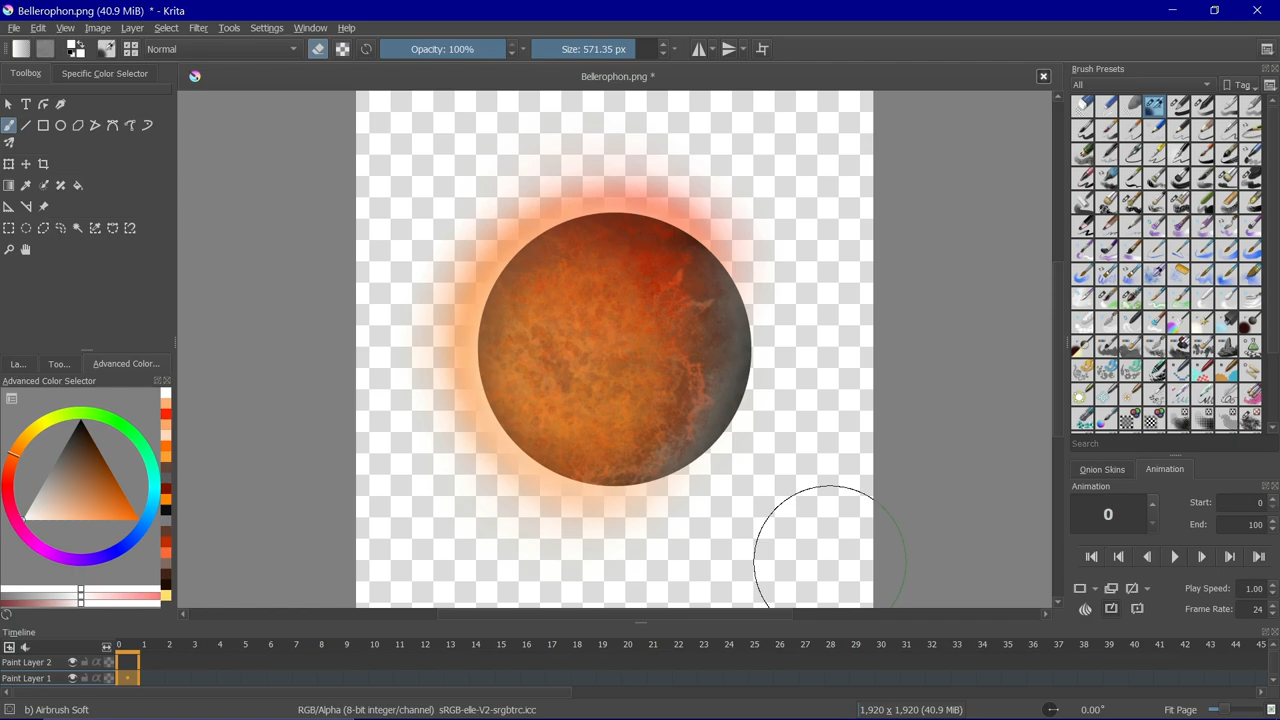 Bellerophon.png (40.9 MiB) * - Krita
File Edit View Image Layer Select Filter Tools Settings Window Help
Normal Opacity: 100% Size: 571.35 px
Toolbox Specific Color Selector
Bellerophon.png *
Brush Presets
All Tag
La... Too... Advanced Color...
Advanced Color Selector
Search
Onion Skins Animation
Animation
0 Start: 0
End: 100
Play Speed: 1.00
Frame Rate: 24
Timeline
0 1 2 3 4 5 6 7 8 9 10 11 12 13 14 15 16 17 18 19 20 21 22 23 24 25 26 27 28 29 30 31 32 33 34 35 36 37 38 39 40 41 42 43 44 45
Paint Layer 2
Paint Layer 1
b) Airbrush Soft RGB/Alpha (8-bit integer/channel) sRGB-elle-V2-srgbtrc.icc 1,920 x 1,920 (40.9 MiB) 0.00° Fit Page